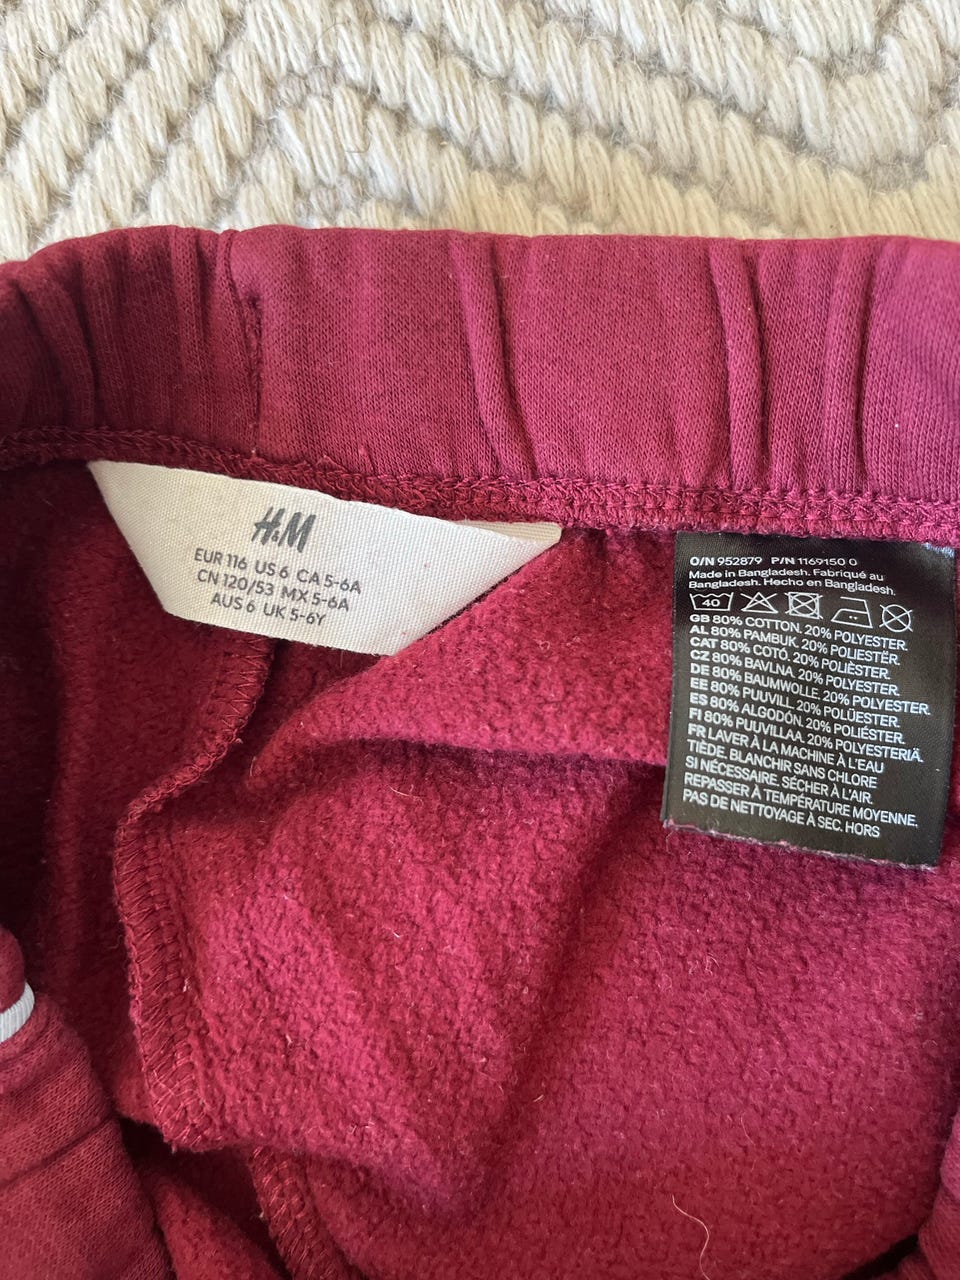 H&M
EUR 116 US 6 CA 5-6A
CN 120/53 MX 5-6A
AUS 6 UK 5-6Y
O/N 952879 P/N 1169150 0
Made in Bangladesh. Fabriqué au
Bangladesh. Hecho en Bangladesh.
40
GB 80% COTTON. 20% POLYESTER.
AL 80% PAMBUK. 20% POLIESTËR.
CAT 80% COTÓ. 20% POLIÈSTER.
CZ 80% BAVLNA. 20% POLYESTER.
DE 80% BAUMWOLLE. 20% POLYESTER.
EE 80% PUUVILL. 20% POLÜESTER.
ES 80% ALGODÓN. 20% POLIÉSTER.
FI 80% PUUVILLAA. 20% POLYESTERIÄ.
FR LAVER À LA MACHINE À L'EAU
TIÈDE. BLANCHIR SANS CHLORE
SI NÉCESSAIRE. SÉCHER À L'AIR.
REPASSER À TEMPÉRATURE MOYENNE.
PAS DE NETTOYAGE À SEC. HORS